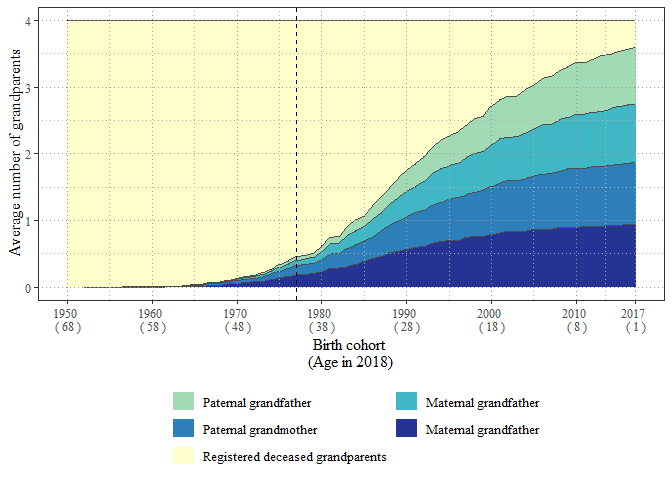 Average number of grandparents
4
3
2
1
0
1950 1960 1970 1980 1990 2000 2010 2017
( 68 ) ( 58 ) ( 48 ) ( 38 ) ( 28 ) ( 18 ) ( 8 ) ( 1 )
Birth cohort
(Age in 2018)
Paternal grandfather Maternal grandfather
Paternal grandmother Maternal grandfather
Registered deceased grandparents